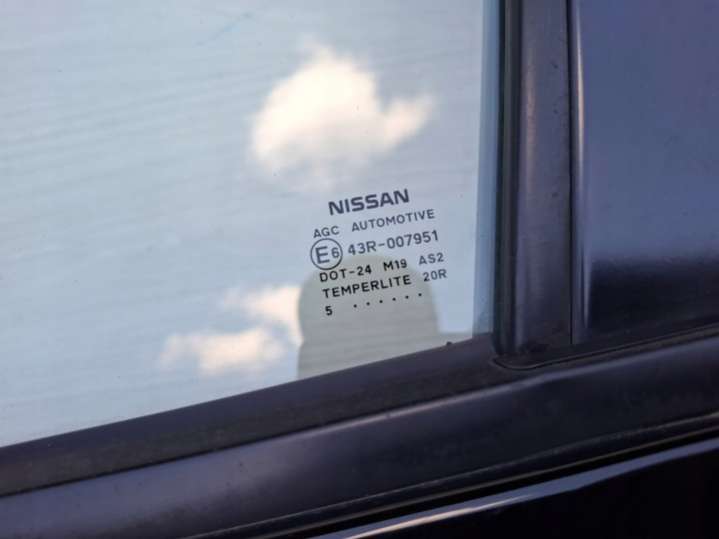 NISSAN
AGC AUTOMOTIVE
E6 43R-007951
DOT-24 M19 AS2
TEMPERLITE 20R
5 ......